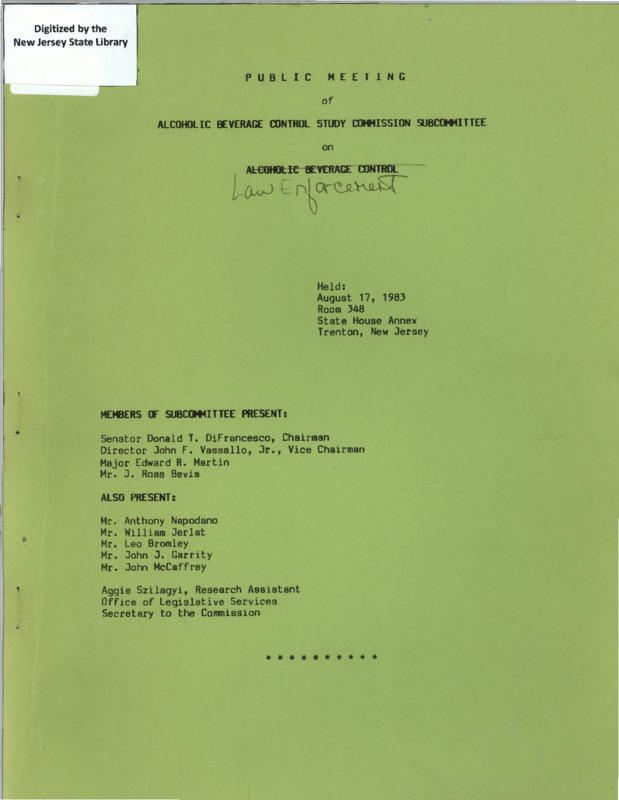 Digitized by the
New Jersey State Library
PUBLIC MEETING
of
ALCOHOLIC BEVERAGE CONTROL STUDY COMMISSION SUBCOMMITTEE
on
ALCOHOLIC BEVERAGE CONTROL
Law Enforcement
Held:
August 17, 1983
Room 348
State House Annex
Trenton, New Jersey
MEMBERS OF SUBCOMMITTEE PRESENT:
Senator Donald T. DiFrancesco, Chairman
Director John F. Vassallo, Jr., Vice Chairman
Major Edward R. Martin
Mr. J. Ross Bevis
ALSO PRESENT:
Mr. Anthony Napodano
Mr. William Jerlat
Mr. Leo Bromley
Mr. John J. Garrity
Mr. John McCaffrey
Aggie Szilagyi, Research Assistant
Office of Legislative Services
Secretary to the Commission
* * * * * * * * * *